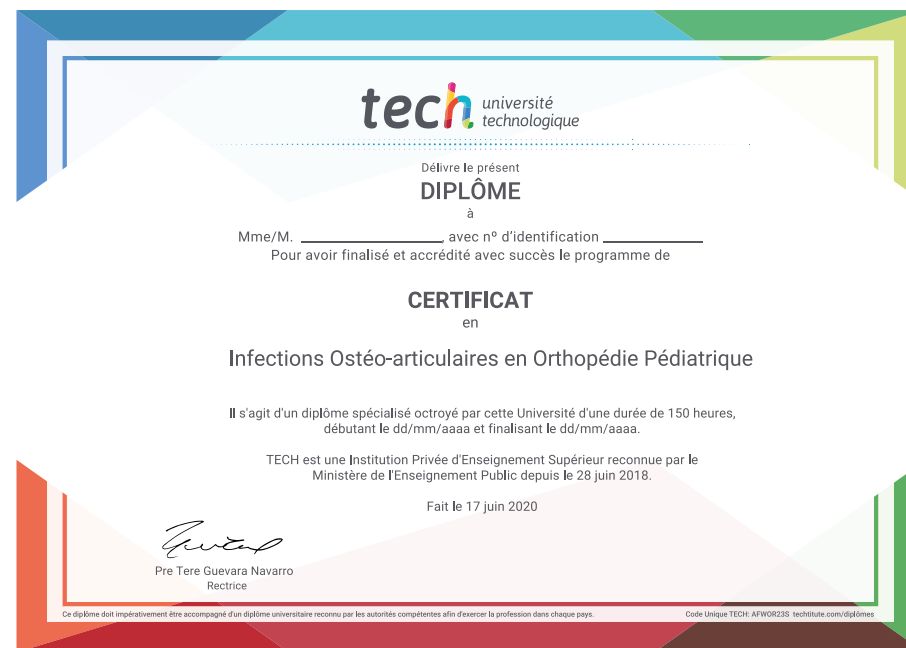 tech université
technologique
Délivre le présent
DIPLÔME
à
Mme/M. ____________________, avec nº d'identification ______________
Pour avoir finalisé et accrédité avec succès le programme de
CERTIFICAT
en
Infections Ostéo-articulaires en Orthopédie Pédiatrique
Il s'agit d'un diplôme spécialisé octroyé par cette Université d'une durée de 150 heures,
débutant le dd/mm/aaaa et finalisant le dd/mm/aaaa.
TECH est une Institution Privée d'Enseignement Supérieur reconnue par le
Ministère de l'Enseignement Public depuis le 28 juin 2018.
Fait le 17 juin 2020
Pre Tere Guevara Navarro
Rectrice
Ce diplôme doit impérativement être accompagné d'un diplôme universitaire reconnu par les autorités compétentes afin d'exercer la profession dans chaque pays.
Code Unique TECH: AFWOR23S techtitute.com/diplômes